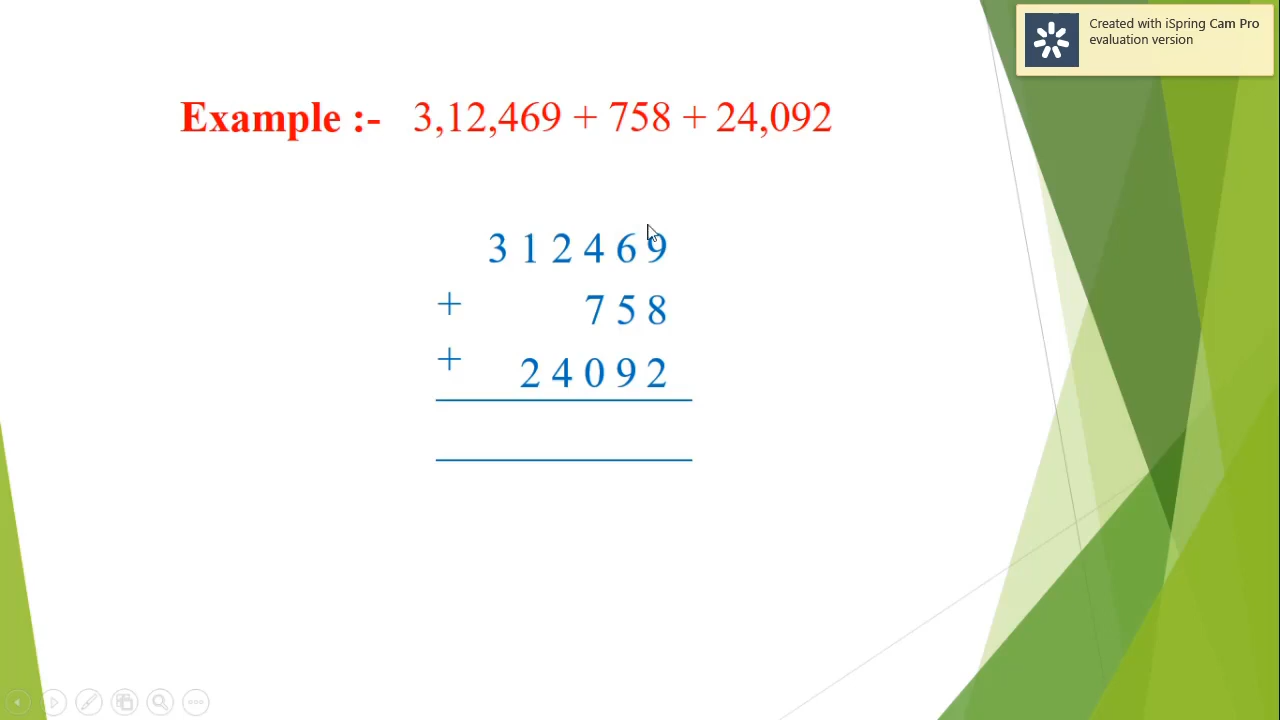 Created with iSpring Cam Pro
evaluation version
Example :- 3,12,469 + 758 + 24,092
3 1 2 4 6 9
+ 7 5 8
+ 2 4 0 9 2